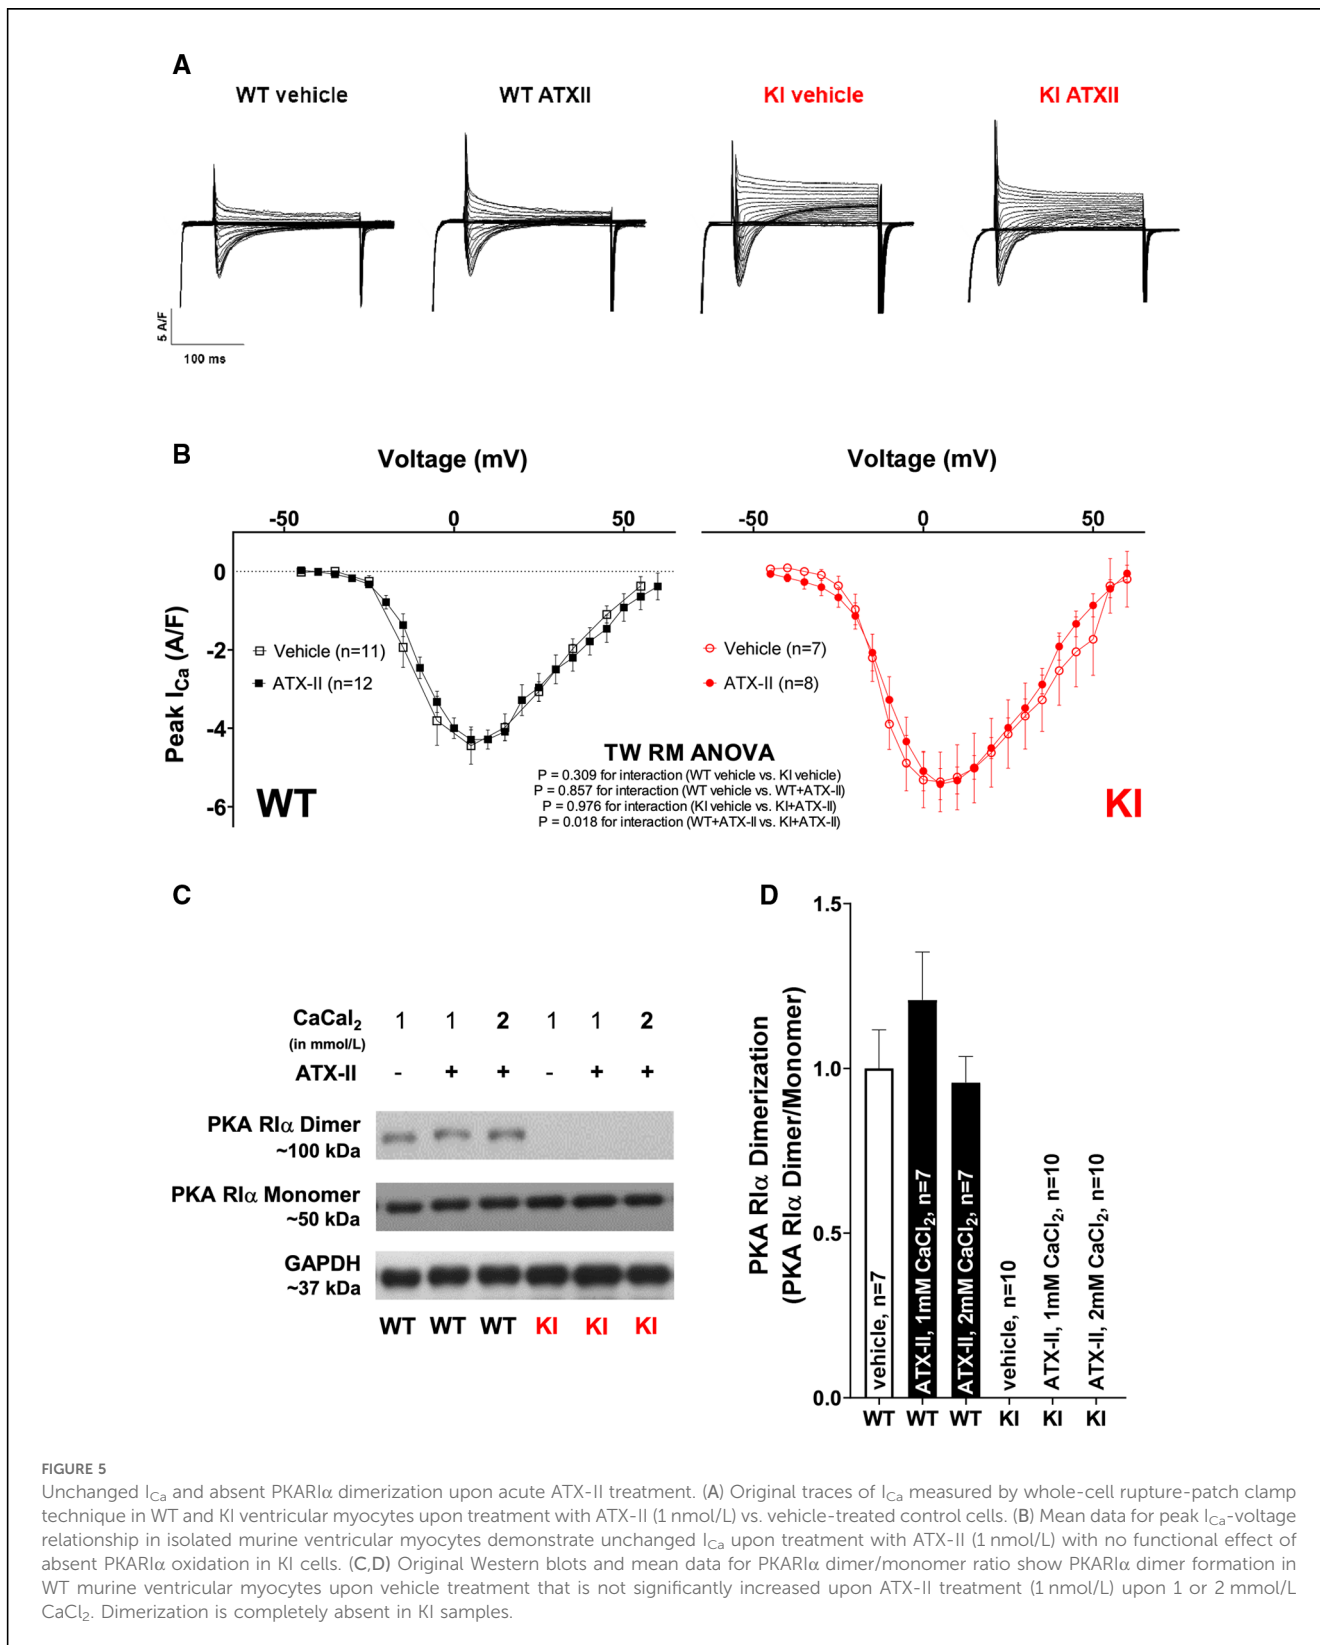 A
WT vehicle
WT ATXII
KI vehicle
KI ATXII
5 A/F
100 ms
B
Voltage (mV)
Voltage (mV)
-50
0
50
-50
0
50
0
-2
-4
-6
Peak I_Ca (A/F)
Vehicle (n=11)
ATX-II (n=12
Vehicle (n=7)
ATX-II (n=8)
TW RM ANOVA
P = 0.309 for interaction (WT vehicle vs. KI vehicle)
P = 0.857 for interaction (WT vehicle vs. WT+ATX-II)
P = 0.976 for interaction (KI vehicle vs. KI+ATX-II)
P = 0.018 for interaction (WT+ATX-II vs. KI+ATX-II)
WT
KI
C
CaCal₂ 1 1 2 1 1 2
(in mmol/L)
ATX-II - + + - + +
PKA RIα Dimer
~100 kDa
PKA RIα Monomer
~50 kDa
GAPDH
~37 kDa
WT WT WT KI KI KI
D
PKA RIα Dimerization
(PKA RIα Dimer/Monomer)
1.5
1.0
0.5
0.0
vehicle, n=7
ATX-II, 1mM CaCl₂, n=7
ATX-II, 2mM CaCl₂, n=7
vehicle, n=10
ATX-II, 1mM CaCl₂, n=10
ATX-II, 2mM CaCl₂, n=10
WT WT WT KI KI KI
FIGURE 5
Unchanged I_Ca and absent PKARIα dimerization upon acute ATX-II treatment. (A) Original traces of I_Ca measured by whole-cell rupture-patch clamp
technique in WT and KI ventricular myocytes upon treatment with ATX-II (1 nmol/L) vs. vehicle-treated control cells. (B) Mean data for peak I_Ca-voltage
relationship in isolated murine ventricular myocytes demonstrate unchanged I_Ca upon treatment with ATX-II (1 nmol/L) with no functional effect of
absent PKARIα oxidation in KI cells. (C,D) Original Western blots and mean data for PKARIα dimer/monomer ratio show PKARIα dimer formation in
WT murine ventricular myocytes upon vehicle treatment that is not significantly increased upon ATX-II treatment (1 nmol/L) upon 1 or 2 mmol/L
CaCl₂. Dimerization is completely absent in KI samples.